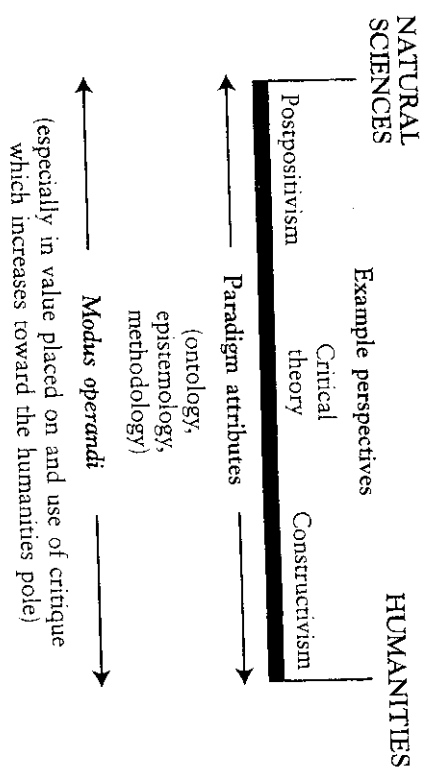 NATURAL
SCIENCES
HUMANITIES
Example perspectives
Critical
theory
Postpositivism
Constructivism
Paradigm attributes
(ontology,
epistemology,
methodology)
Modus operandi
(especially in value placed on and use of critique
which increases toward the humanities pole)